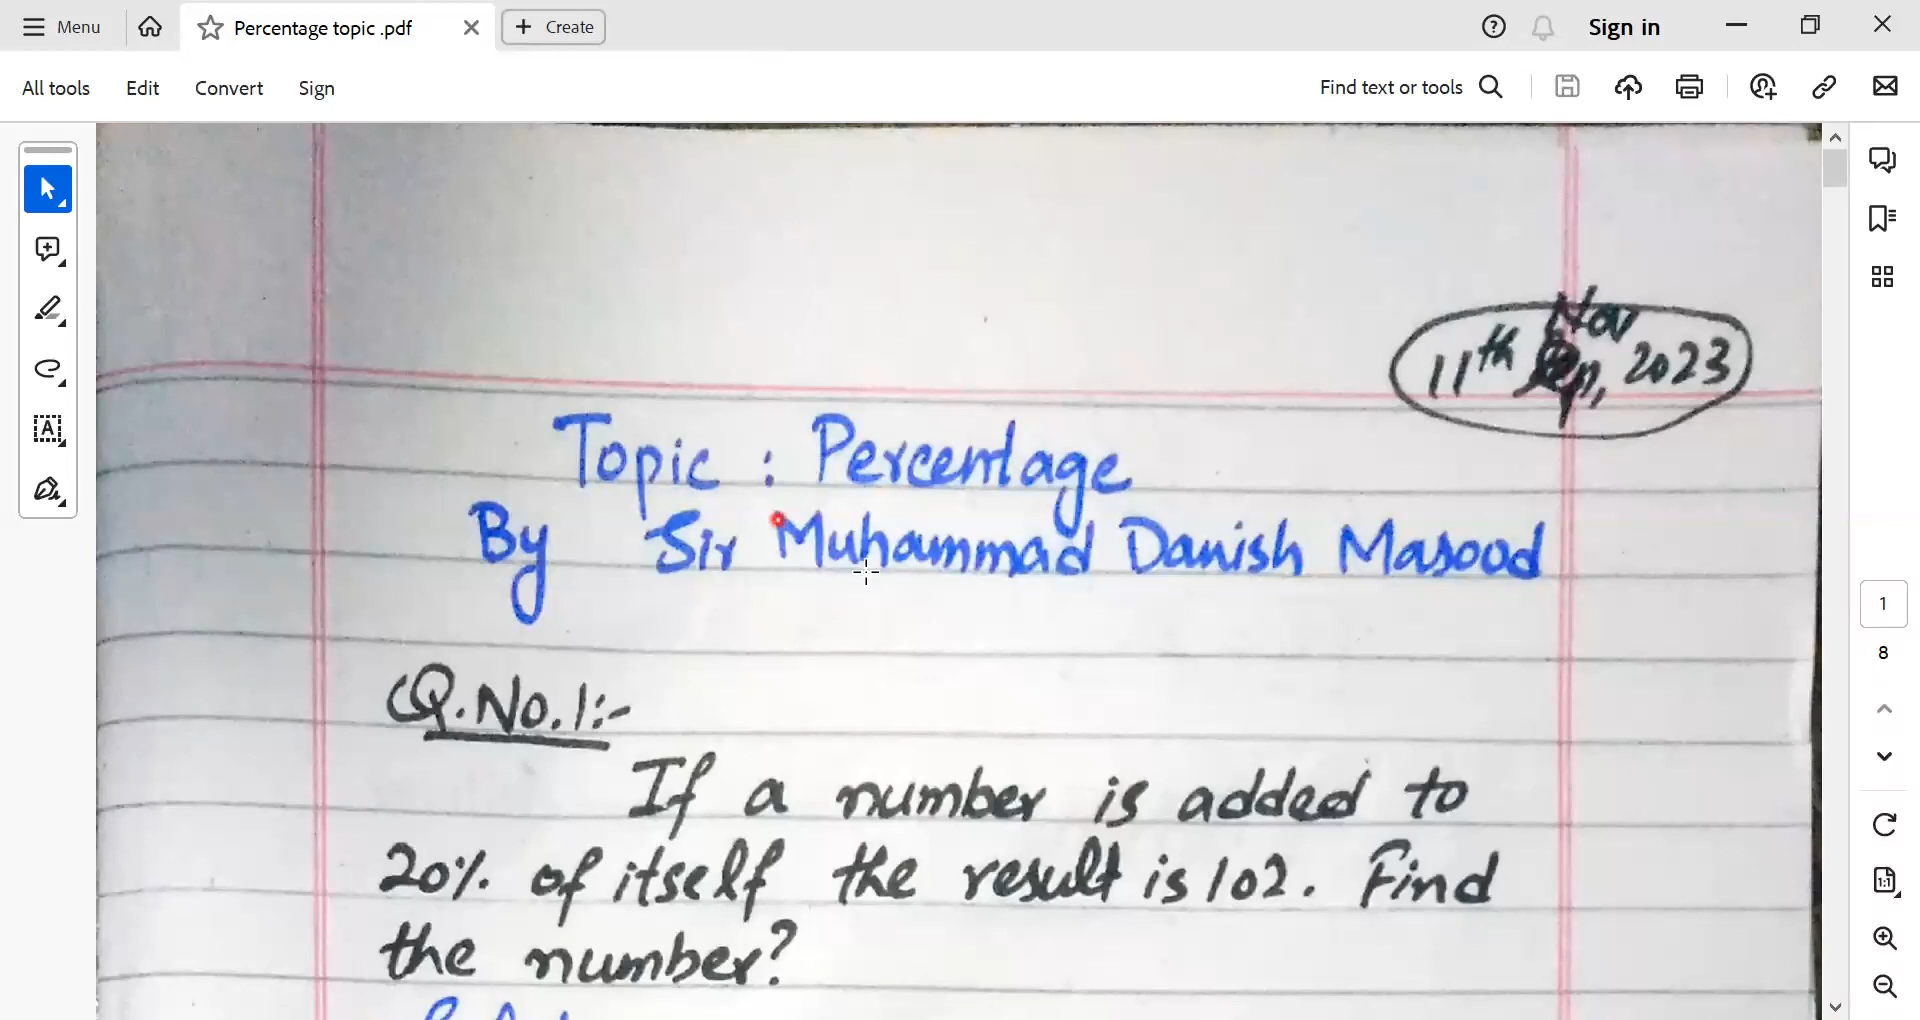 Menu
Percentage topic .pdf
Create
Sign in
All tools
Edit
Convert
Sign
Find text or tools
Nov
11th Sep, 2023
Topic : Percentage
By Sir Muhammad Danish Masood
Q.No.1:-
If a number is added to
20% of itself the result is 102. Find
the number?
1
8